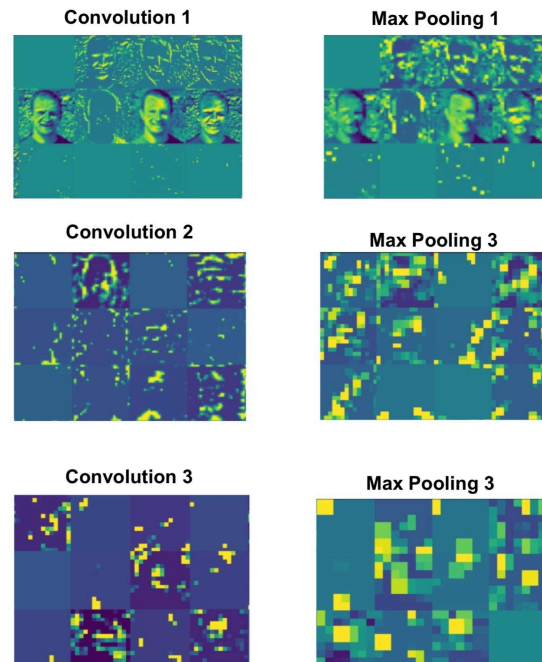 Convolution 1
Max Pooling 1
Convolution 2
Max Pooling 3
Convolution 3
Max Pooling 3